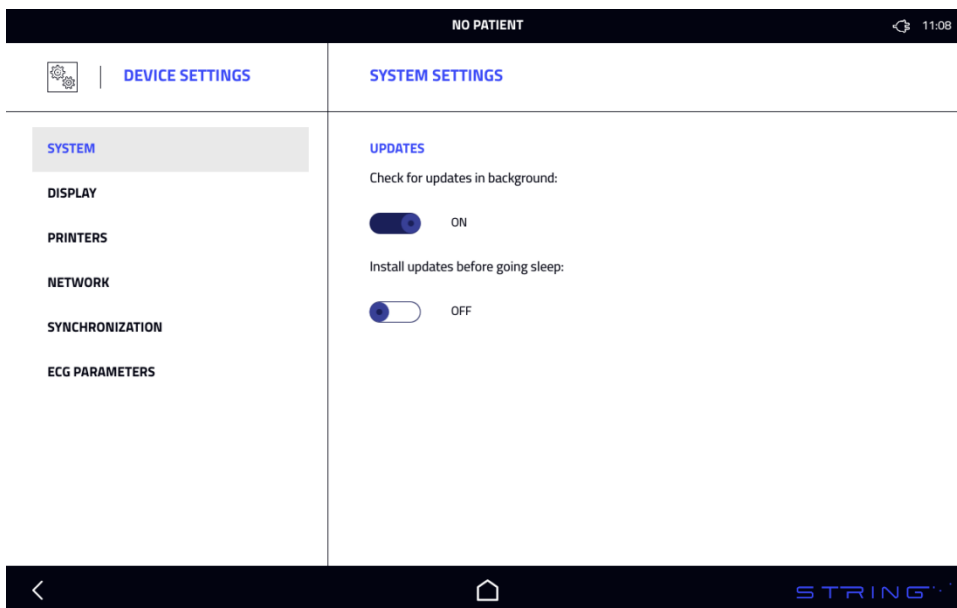 NO PATIENT
11:08
DEVICE SETTINGS
SYSTEM SETTINGS
SYSTEM
DISPLAY
PRINTERS
NETWORK
SYNCHRONIZATION
ECG PARAMETERS
UPDATES
Check for updates in background:
ON
Install updates before going sleep:
OFF
STRING